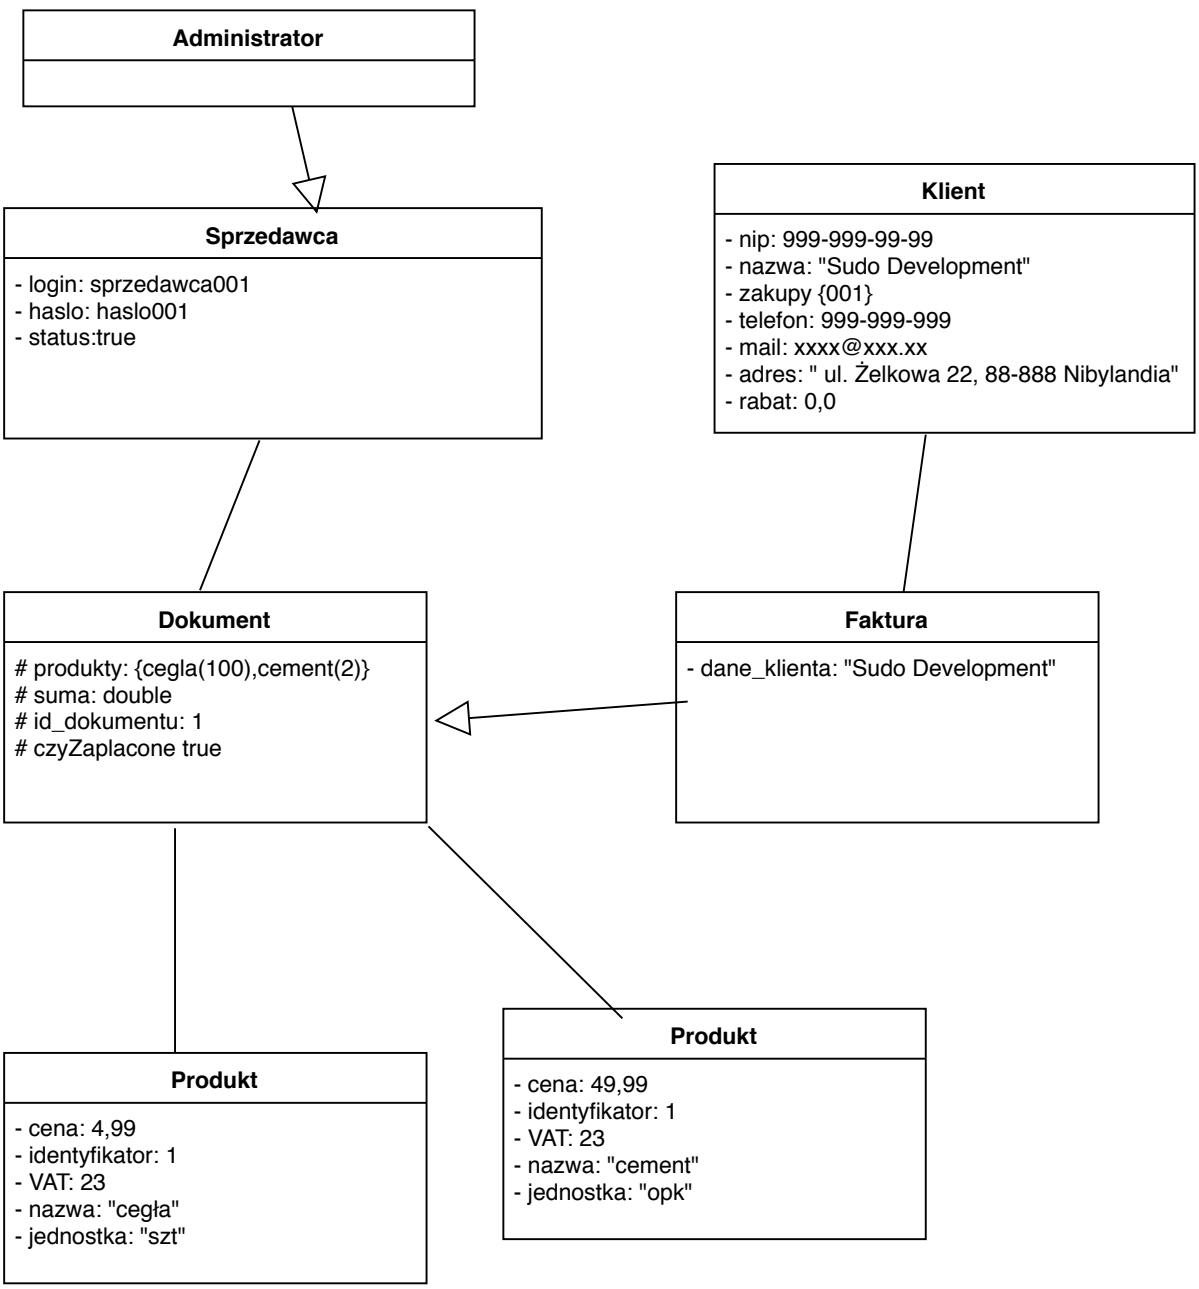 Administrator
Sprzedawca
- login: sprzedawca001
- haslo: haslo001
- status:true
Klient
- nip: 999-999-99-99
- nazwa: "Sudo Development"
- zakupy {001}
- telefon: 999-999-999
- mail: xxxx@xxx.xx
- adres: " ul. Żelkowa 22, 88-888 Nibylandia"
- rabat: 0,0
Dokument
# produkty: {cegla(100),cement(2)}
# suma: double
# id_dokumentu: 1
# czyZaplacone true
Faktura
- dane_klienta: "Sudo Development"
Produkt
- cena: 4,99
- identyfikator: 1
- VAT: 23
- nazwa: "cegła"
- jednostka: "szt"
Produkt
- cena: 49,99
- identyfikator: 1
- VAT: 23
- nazwa: "cement"
- jednostka: "opk"